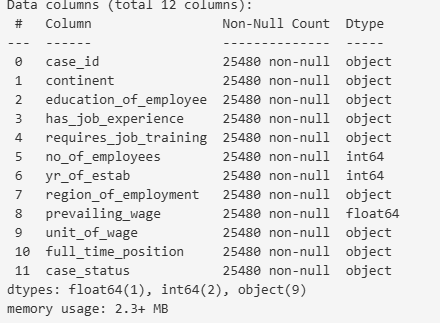 Data columns (total 12 columns):
 #   Column                 Non-Null Count  Dtype
---  ------                 --------------  -----
 0   case_id                25480 non-null  object
 1   continent              25480 non-null  object
 2   education_of_employee  25480 non-null  object
 3   has_job_experience     25480 non-null  object
 4   requires_job_training  25480 non-null  object
 5   no_of_employees        25480 non-null  int64
 6   yr_of_estab            25480 non-null  int64
 7   region_of_employment   25480 non-null  object
 8   prevailing_wage        25480 non-null  float64
 9   unit_of_wage           25480 non-null  object
 10  full_time_position     25480 non-null  object
 11  case_status            25480 non-null  object
dtypes: float64(1), int64(2), object(9)
memory usage: 2.3+ MB